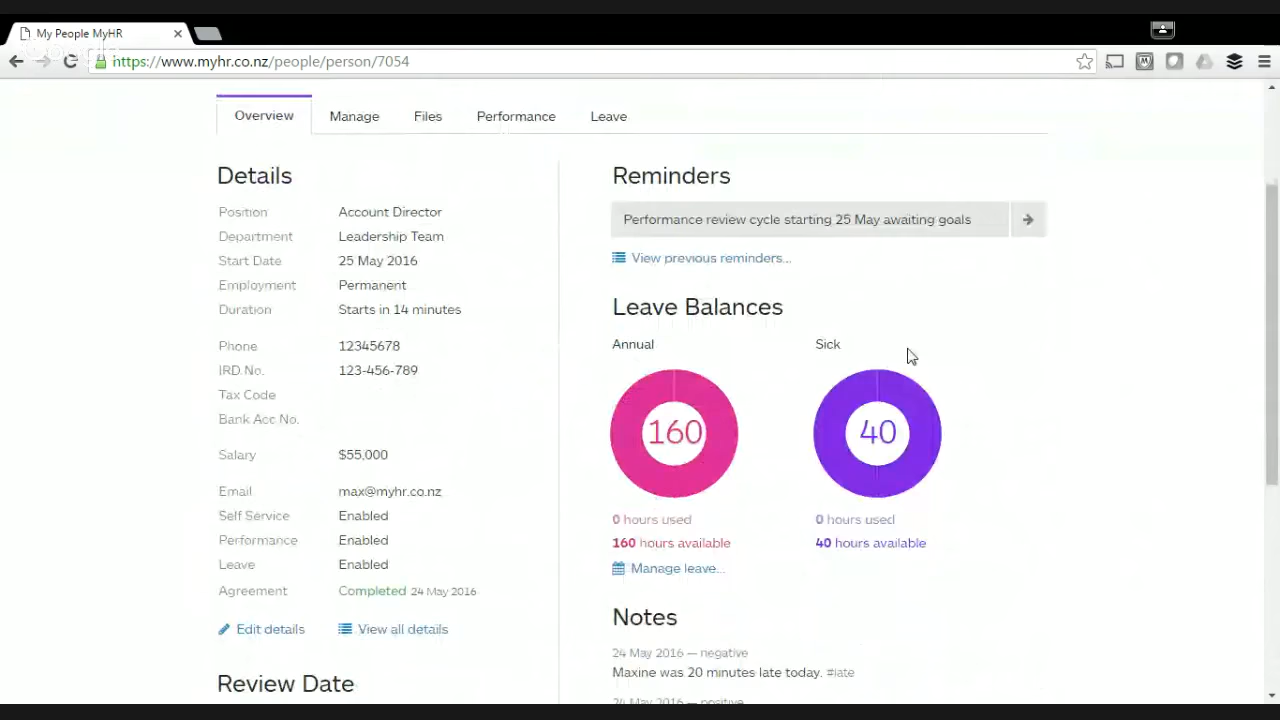 My People MyHR
https://www.myhr.co.nz/people/person/7054
Overview Manage Files Performance Leave
Details
Position Account Director
Department Leadership Team
Start Date 25 May 2016
Employment Permanent
Duration Starts in 14 minutes
Phone 12345678
IRD No. 123-456-789
Tax Code
Bank Acc No.
Salary $55,000
Email max@myhr.co.nz
Self Service Enabled
Performance Enabled
Leave Enabled
Agreement Completed 24 May 2016
Edit details View all details
Review Date
Reminders
Performance review cycle starting 25 May awaiting goals
View previous reminders...
Leave Balances
Annual Sick
160 40
0 hours used 0 hours used
160 hours available 40 hours available
Manage leave...
Notes
24 May 2016 — negative
Maxine was 20 minutes late today. #late
24 May 2016 — positive